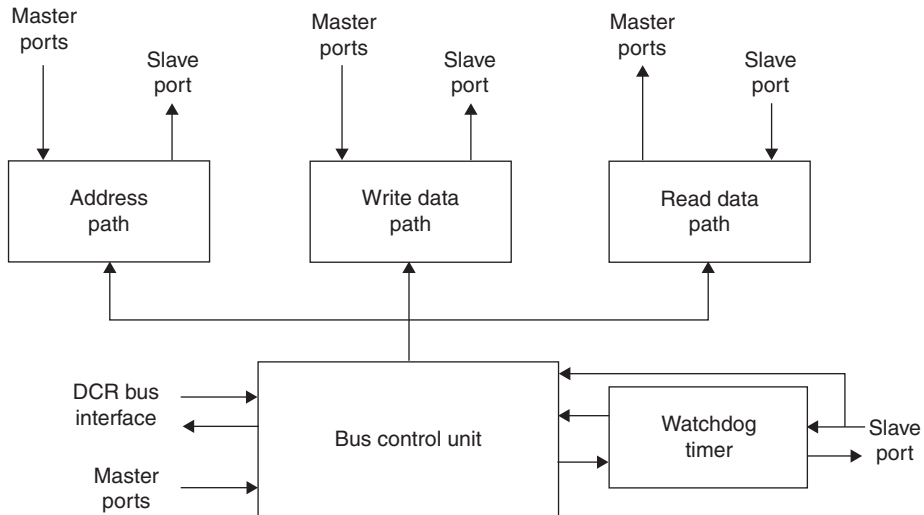 Master
ports
Slave
port
Master
ports
Slave
port
Master
ports
Slave
port
Address
path
Write data
path
Read data
path
DCR bus
interface
Master
ports
Bus control unit
Watchdog
timer
Slave
port